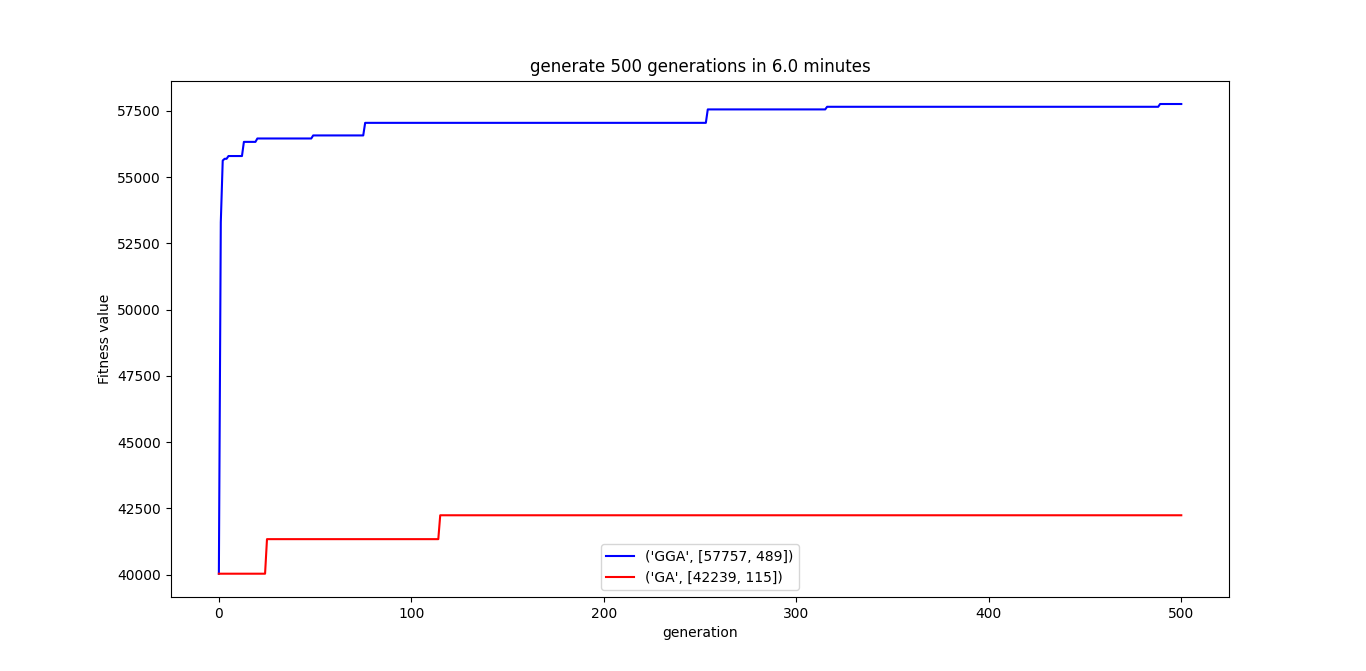 generate 500 generations in 6.0 minutes
Fitness value
57500
55000
52500
50000
47500
45000
42500
40000
('GGA', [57757, 489])
('GA', [42239, 115])
0
100
200
300
400
500
generation